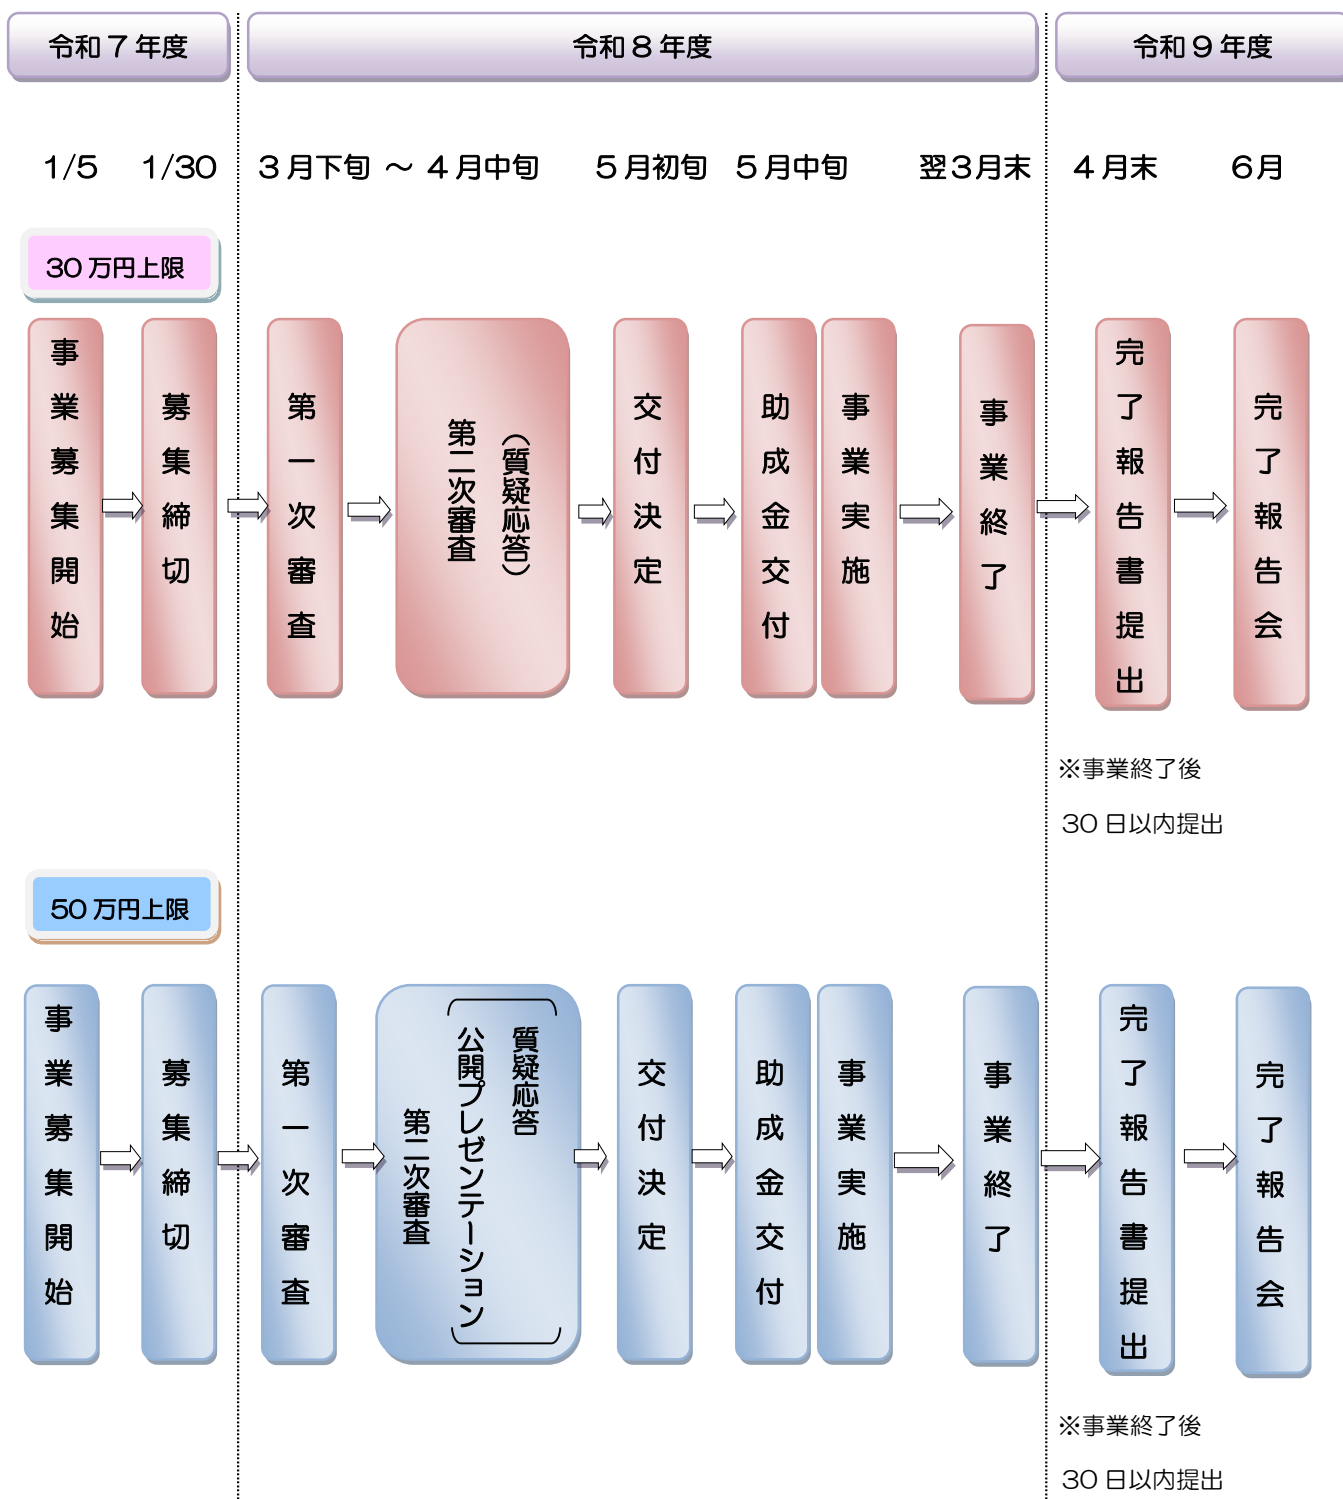 令和７年度
令和８年度
令和９年度
1/5
1/30
３月下旬 ～ ４月中旬
５月初旬
５月中旬
翌３月末
４月末
６月
30万円上限
事業募集開始
募集締切
第一次審査
第二次審査
（質疑応答）
交付決定
助成金交付
事業実施
事業終了
完了報告書提出
完了報告会
※事業終了後
30日以内提出
50万円上限
事業募集開始
募集締切
第一次審査
第二次審査
公開プレゼンテーション
質疑応答
交付決定
助成金交付
事業実施
事業終了
完了報告書提出
完了報告会
※事業終了後
30日以内提出